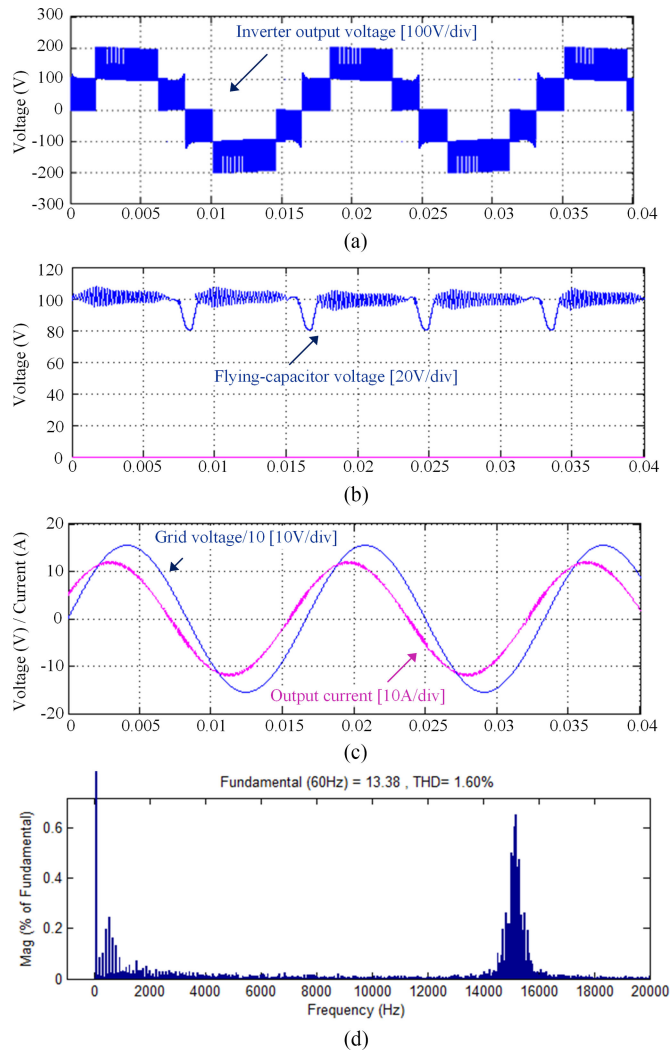 300
200
100
0
-100
-200
-300
Voltage (V)
Inverter output voltage [100V/div]
0 0.005 0.01 0.015 0.02 0.025 0.03 0.035 0.04
(a)
120
100
80
60
40
20
0
Voltage (V)
Flying-capacitor voltage [20V/div]
0 0.005 0.01 0.015 0.02 0.025 0.03 0.035 0.04
(b)
20
10
0
-10
-20
Voltage (V) / Current (A)
Grid voltage/10 [10V/div]
Output current [10A/div]
0 0.005 0.01 0.015 0.02 0.025 0.03 0.035 0.04
(c)
Fundamental (60Hz) = 13.38 , THD= 1.60%
0.6
0.4
0.2
0
Mag (% of Fundamental)
0 2000 4000 6000 8000 10000 12000 14000 16000 18000 20000
Frequency (Hz)
(d)